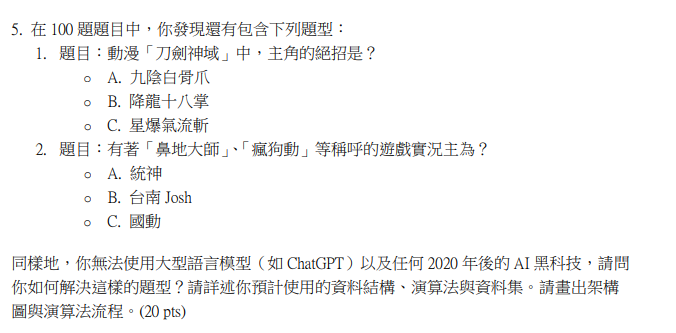 5. 在 100 題題目中，你發現還有包含下列題型：
1. 題目：動漫「刀劍神域」中，主角的絕招是？
○ A. 九陰白骨爪
○ B. 降龍十八掌
○ C. 星爆氣流斬
2. 題目：有著「鼻地大師」、「瘋狗動」等稱呼的遊戲實況主為？
○ A. 統神
○ B. 台南 Josh
○ C. 國動
同樣地，你無法使用大型語言模型（如 ChatGPT）以及任何 2020 年後的 AI 黑科技，請問
你如何解決這樣的題型？請詳述你預計使用的資料結構、演算法與資料集。請畫出架構
圖與演算法流程。(20 pts)